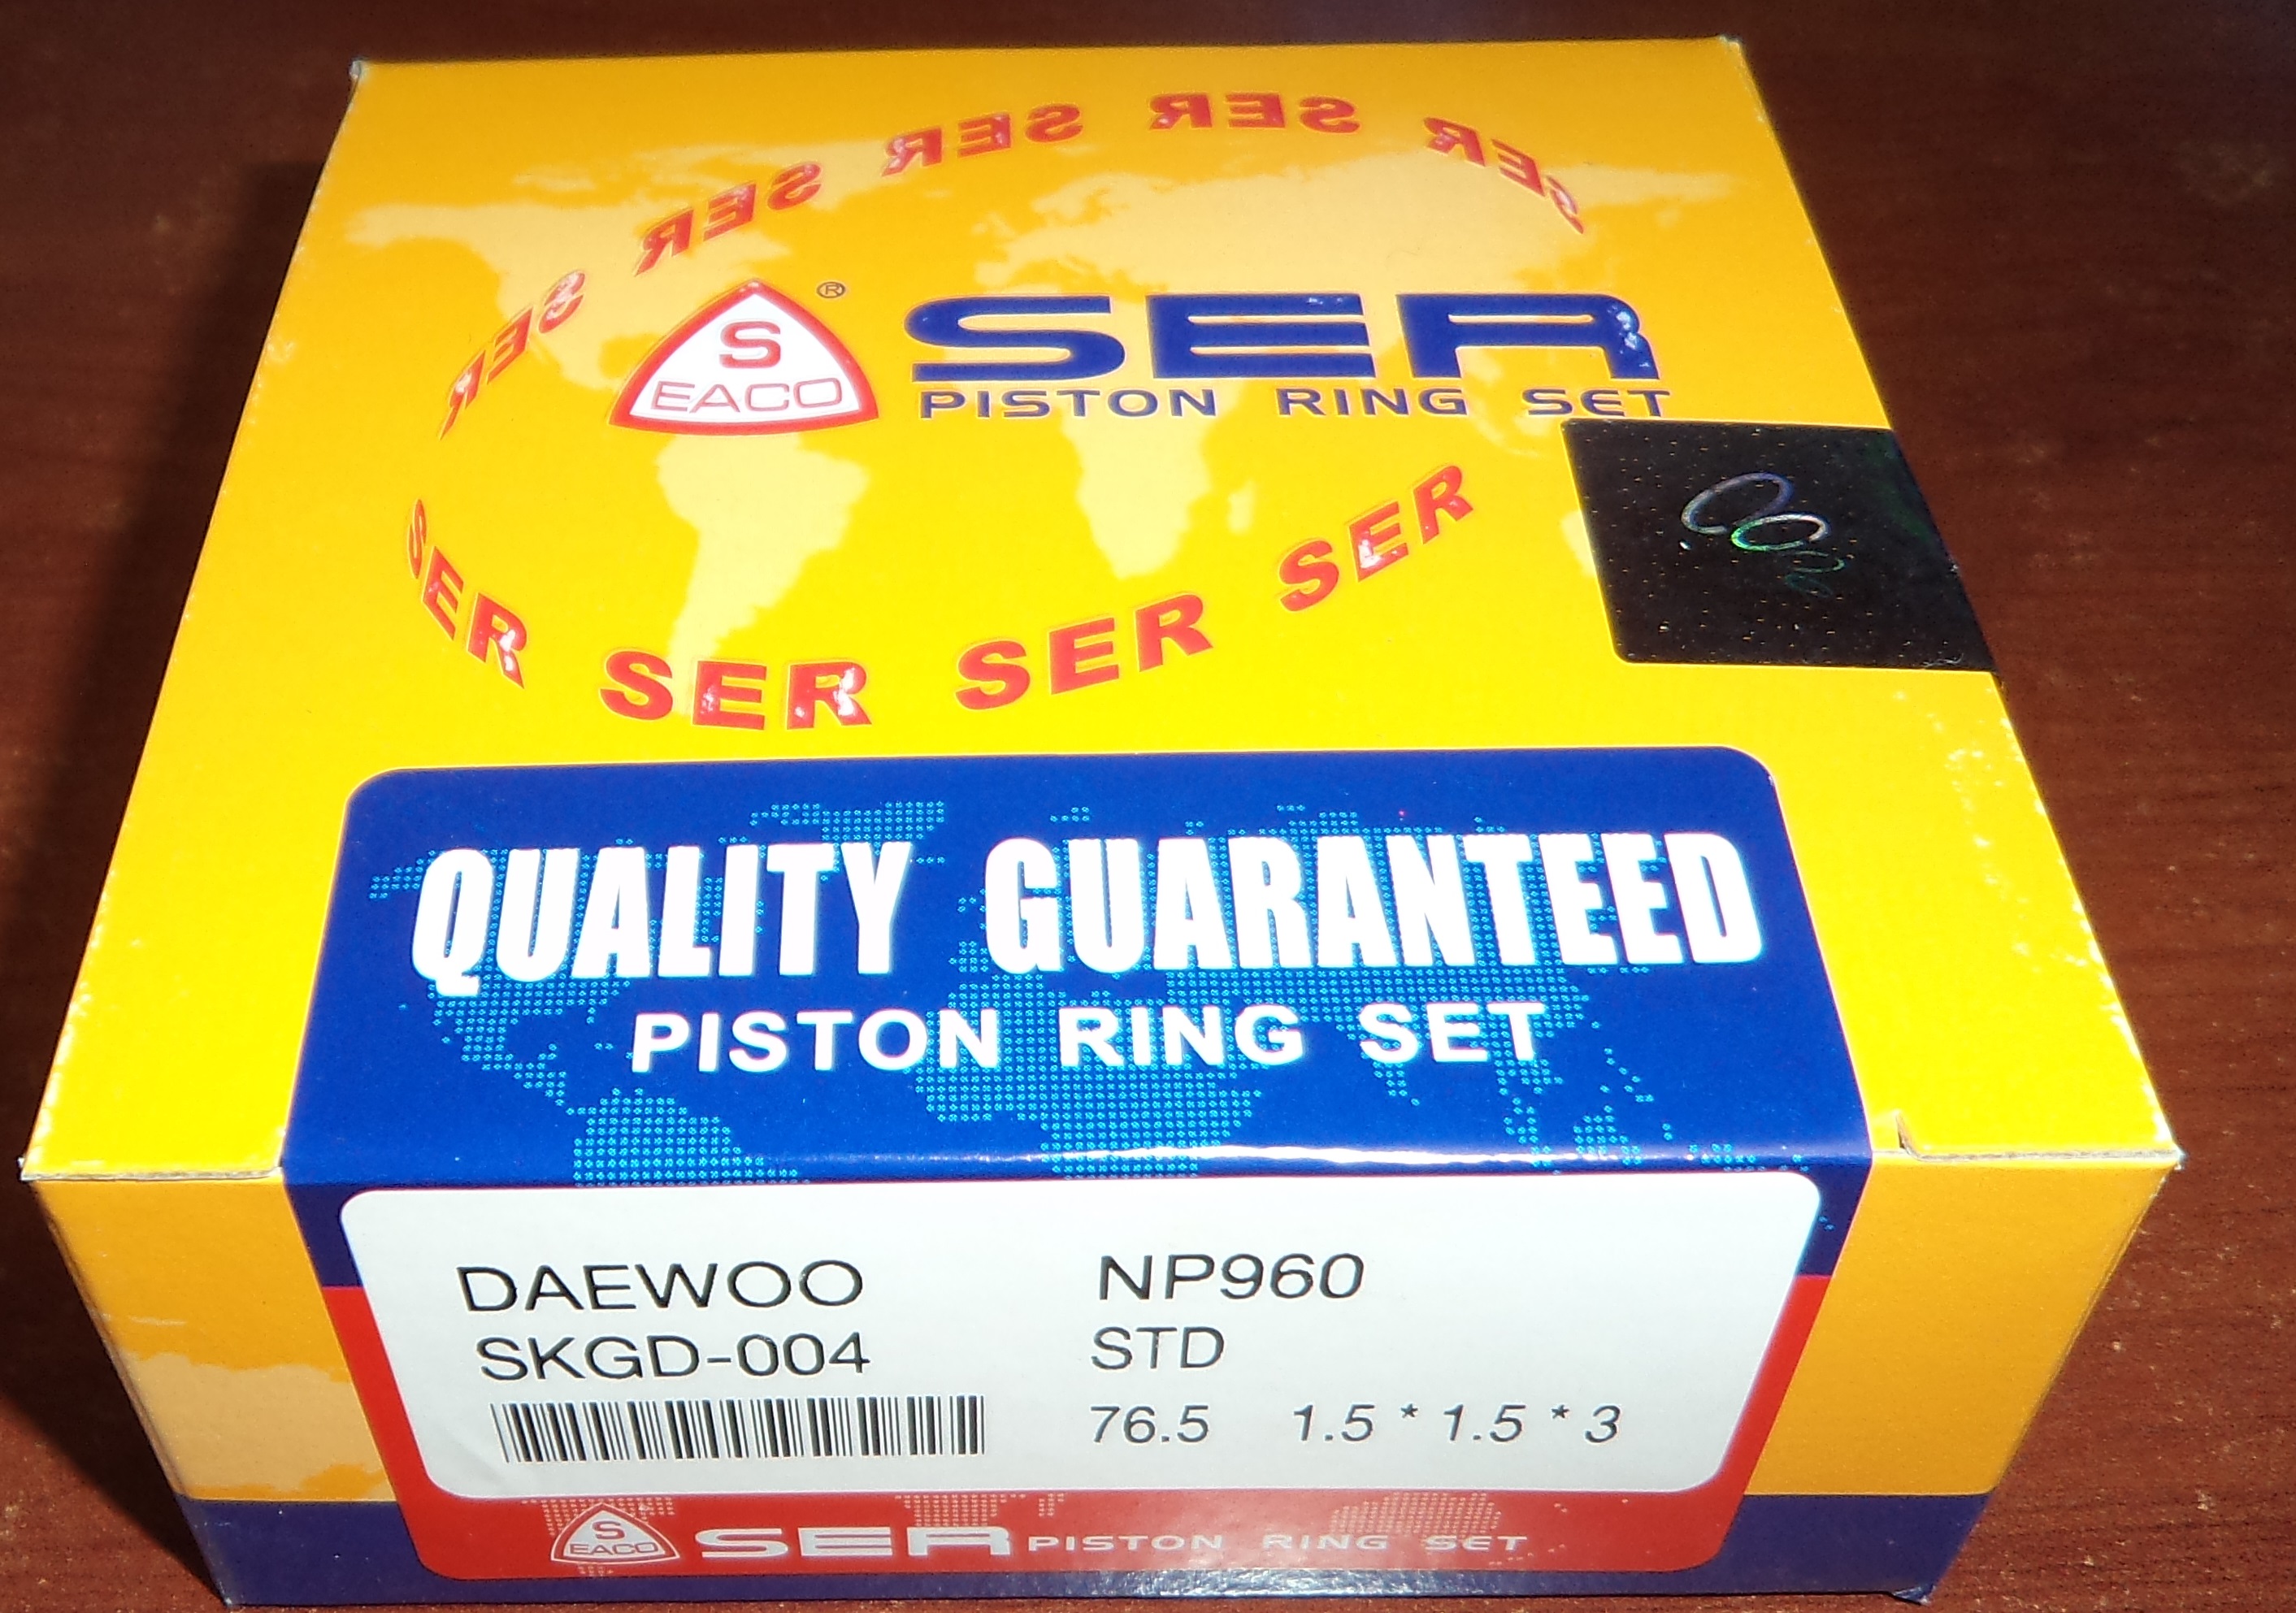 SER SER SER SER SER
S
EACO
®
SER
PISTON RING SET
SER SER SER SER
QUALITY GUARANTEED
PISTON RING SET
DAEWOO NP960
SKGD-004 STD
76.5 1.5 * 1.5 * 3
S
EACO
SER PISTON RING SET